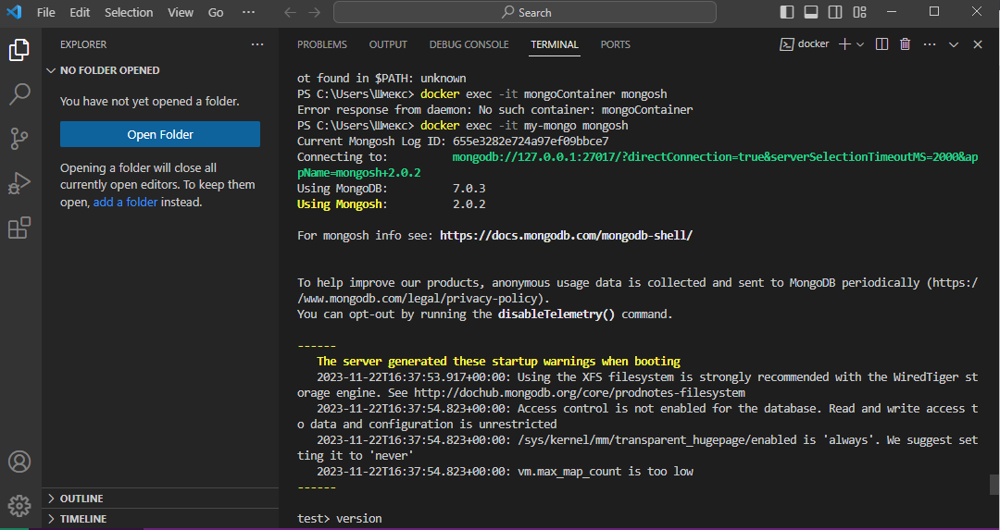 File Edit Selection View Go ··· Search
EXPLORER ···
NO FOLDER OPENED
You have not yet opened a folder.
Open Folder
Opening a folder will close all
currently open editors. To keep them
open, add a folder instead.
OUTLINE
TIMELINE
PROBLEMS OUTPUT DEBUG CONSOLE TERMINAL PORTS docker
ot found in $PATH: unknown
PS C:\Users\Шмекс> docker exec -it mongoContainer mongosh
Error response from daemon: No such container: mongoContainer
PS C:\Users\Шмекс> docker exec -it my-mongo mongosh
Current Mongosh Log ID: 655e3282e724a97ef09bbce7
Connecting to: mongodb://127.0.0.1:27017/?directConnection=true&serverSelectionTimeoutMS=2000&ap
pName=mongosh+2.0.2
Using MongoDB: 7.0.3
Using Mongosh: 2.0.2
For mongosh info see: https://docs.mongodb.com/mongodb-shell/
To help improve our products, anonymous usage data is collected and sent to MongoDB periodically (https:/
/www.mongodb.com/legal/privacy-policy).
You can opt-out by running the disableTelemetry() command.
------
The server generated these startup warnings when booting
2023-11-22T16:37:53.917+00:00: Using the XFS filesystem is strongly recommended with the WiredTiger st
orage engine. See http://dochub.mongodb.org/core/prodnotes-filesystem
2023-11-22T16:37:54.823+00:00: Access control is not enabled for the database. Read and write access t
o data and configuration is unrestricted
2023-11-22T16:37:54.823+00:00: /sys/kernel/mm/transparent_hugepage/enabled is 'always'. We suggest set
ting it to 'never'
2023-11-22T16:37:54.823+00:00: vm.max_map_count is too low
------
test> version